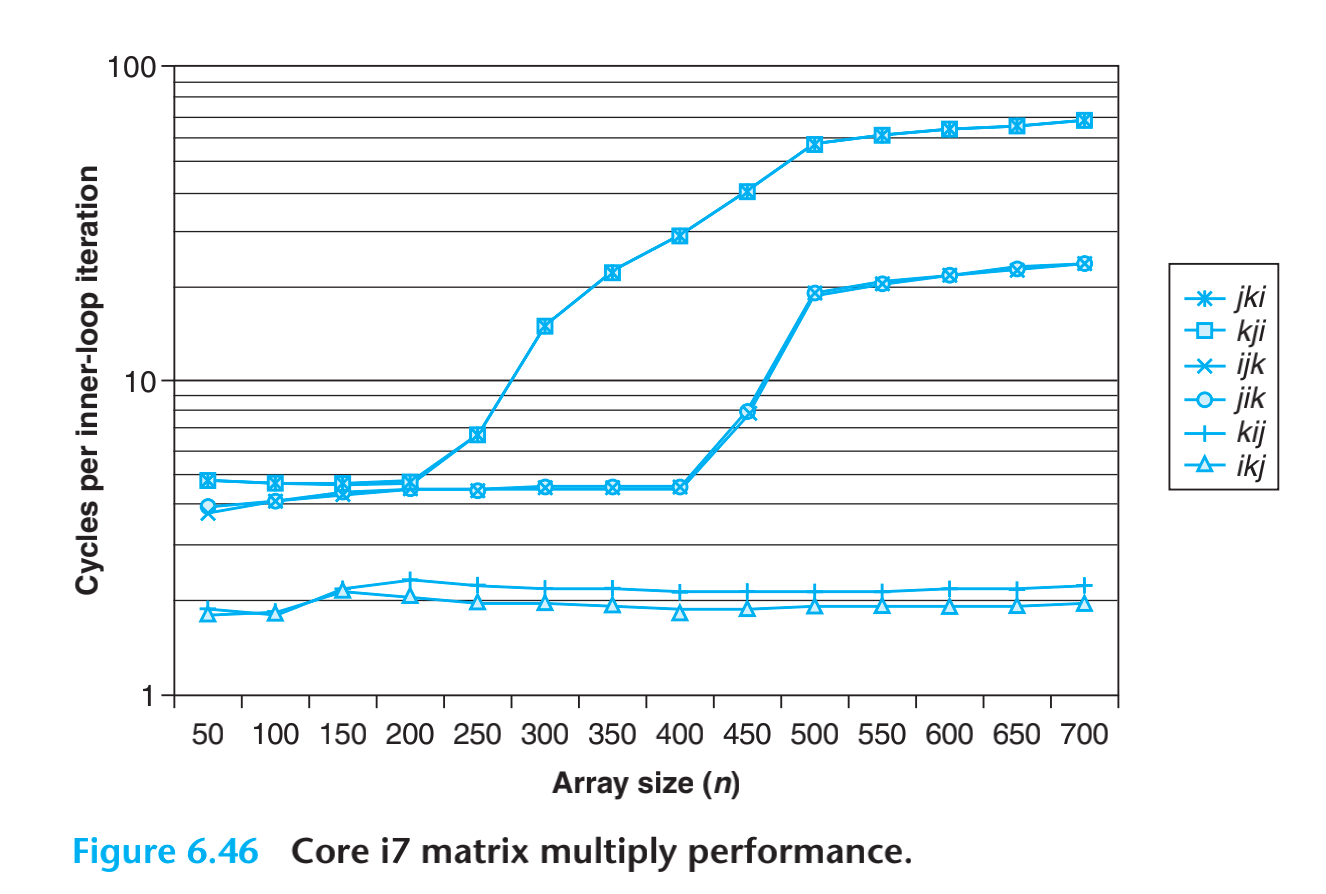 100
10
1
Cycles per inner-loop iteration
50 100 150 200 250 300 350 400 450 500 550 600 650 700
Array size (n)
jki
kji
ijk
jik
kij
ikj
Figure 6.46 Core i7 matrix multiply performance.